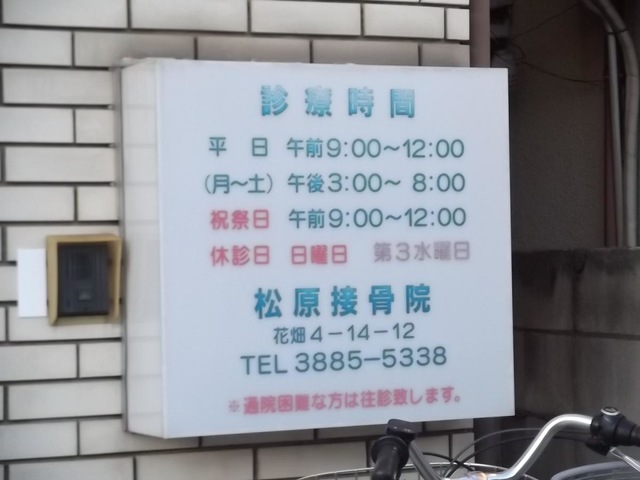 診療時間
平 日 午前9:00～12:00
(月～土) 午後3:00～ 8:00
祝祭日 午前9:00～12:00
休診日 日曜日 第3水曜日
松原接骨院
花畑4-14-12
TEL 3885-5338
※通院困難な方は往診致します。